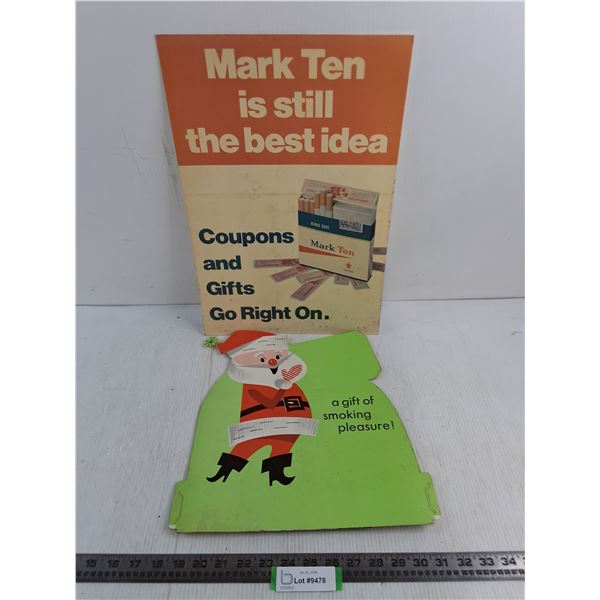 Mark Ten
is still
the best idea
Coupons
and
Gifts
Go Right On.
KING SIZE
Mark Ten
a gift of
smoking
pleasure!
15 16 17 18 19 20 21 22 23 24 25 26 27 28 29 30 31 32 33 34
Lot #9478